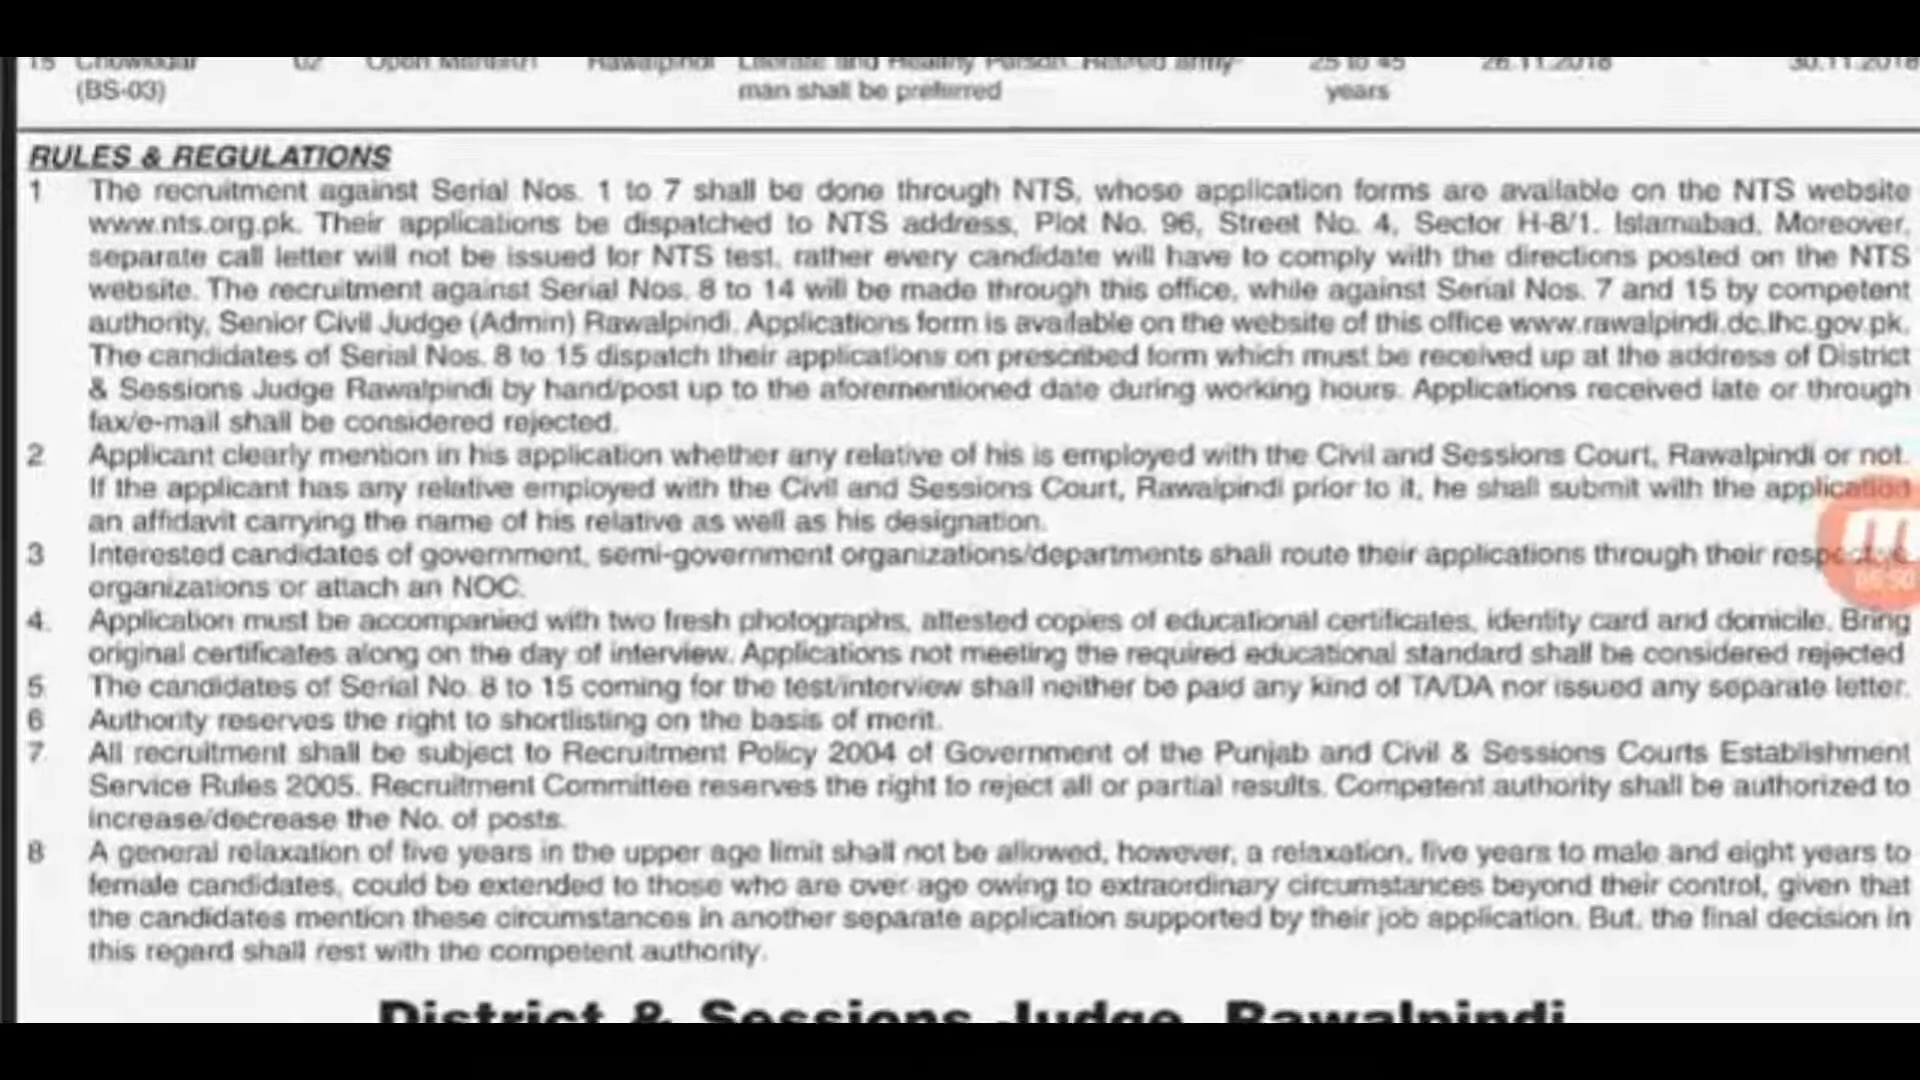 15 Chowkidar 02 Open Merit Rawalpindi Literate and Healthy Person. Retired army- 25 to 45 26.11.2018 30.11.2018
(BS-03) man shall be preferred years
RULES & REGULATIONS
1 The recruitment against Serial Nos. 1 to 7 shall be done through NTS, whose application forms are available on the NTS website
www.nts.org.pk. Their applications be dispatched to NTS address, Plot No. 96, Street No. 4, Sector H-8/1. Islamabad. Moreover,
separate call letter will not be issued for NTS test, rather every candidate will have to comply with the directions posted on the NTS
website. The recruitment against Serial Nos. 8 to 14 will be made through this office, while against Serial Nos. 7 and 15 by competent
authority, Senior Civil Judge (Admin) Rawalpindi. Applications form is available on the website of this office www.rawalpindi.dc.lhc.gov.pk.
The candidates of Serial Nos. 8 to 15 dispatch their applications on prescribed form which must be received up at the address of District
& Sessions Judge Rawalpindi by hand/post up to the aforementioned date during working hours. Applications received late or through
fax/e-mail shall be considered rejected.
2 Applicant clearly mention in his application whether any relative of his is employed with the Civil and Sessions Court, Rawalpindi or not.
If the applicant has any relative employed with the Civil and Sessions Court, Rawalpindi prior to it, he shall submit with the application
an affidavit carrying the name of his relative as well as his designation.
3 Interested candidates of government, semi-government organizations/departments shall route their applications through their respective
organizations or attach an NOC.
4. Application must be accompanied with two fresh photographs, attested copies of educational certificates, identity card and domicile. Bring
original certificates along on the day of interview. Applications not meeting the required educational standard shall be considered rejected
5 The candidates of Serial No. 8 to 15 coming for the test/interview shall neither be paid any kind of TA/DA nor issued any separate letter.
6 Authority reserves the right to shortlisting on the basis of merit.
7. All recruitment shall be subject to Recruitment Policy 2004 of Government of the Punjab and Civil & Sessions Courts Establishment
Service Rules 2005. Recruitment Committee reserves the right to reject all or partial results. Competent authority shall be authorized to
increase/decrease the No. of posts.
8 A general relaxation of five years in the upper age limit shall not be allowed, however, a relaxation, five years to male and eight years to
female candidates, could be extended to those who are over age owing to extraordinary circumstances beyond their control, given that
the candidates mention these circumstances in another separate application supported by their job application. But, the final decision in
this regard shall rest with the competent authority.
District & Sessions Judge, Rawalpindi